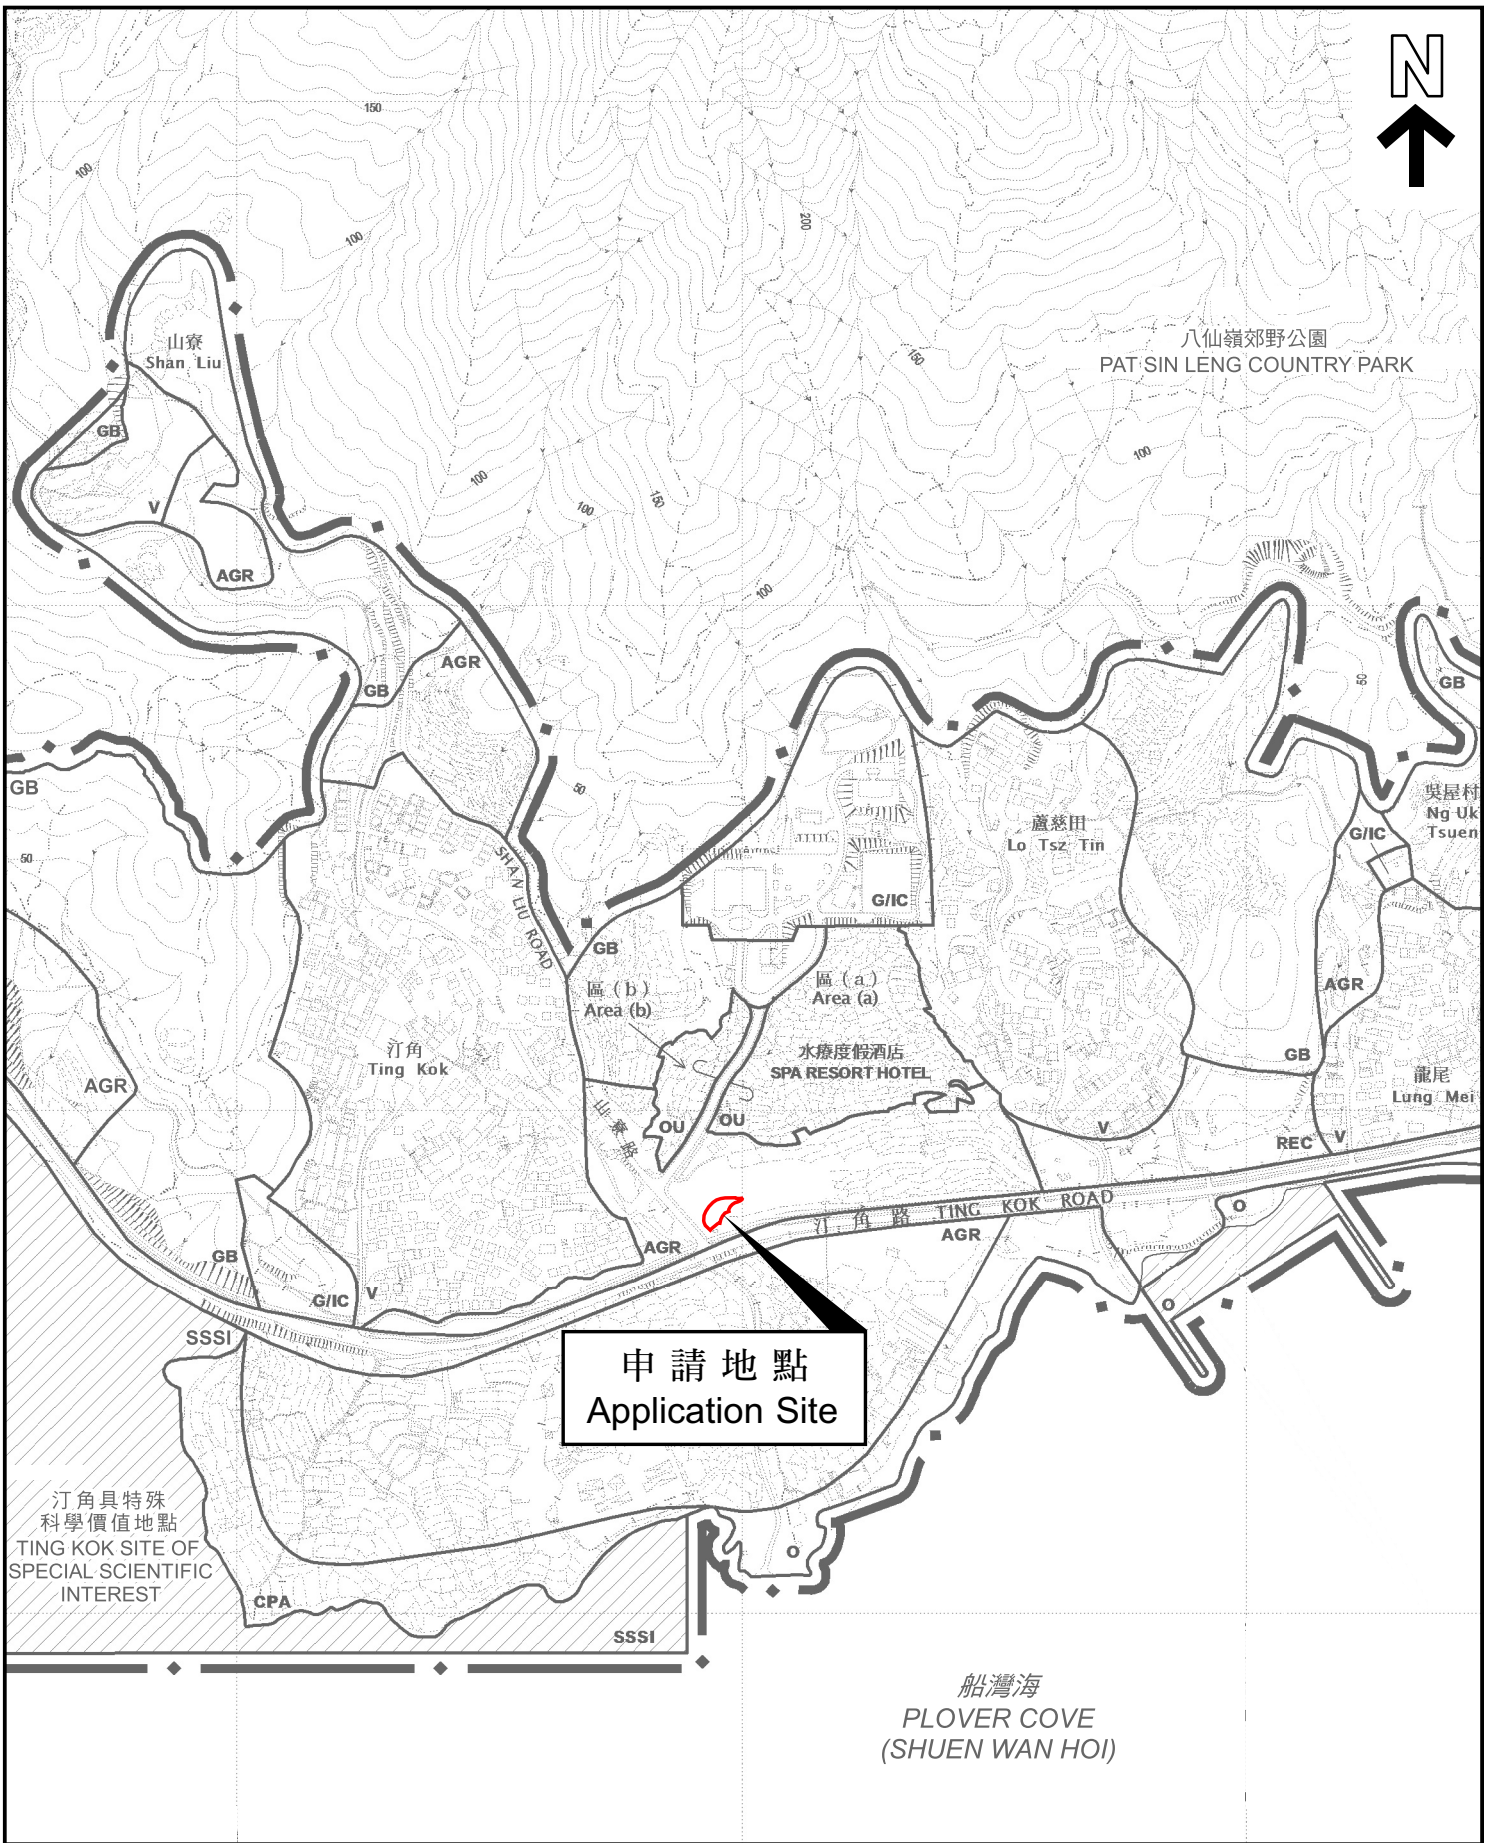 N
150
100
100
200
山寮
Shan Liu
八仙嶺郊野公園
PAT SIN LENG COUNTRY PARK
150
GB
100
100
150
100
V
AGR
100
AGR
GB
50
GB
GB
50
吳屋村
Ng Uk
Tsuen
G/IC
蘆慈田
Lo Tsz Tin
50
SHAN LIU ROAD
G/IC
GB
區 (b)
Area (b)
區 (a)
Area (a)
AGR
汀角
Ting Kok
水療度假酒店
SPA RESORT HOTEL
GB
AGR
龍尾
Lung Mei
山寮路
OU
OU
V
REC
V
汀角路 TING KOK ROAD
O
AGR
AGR
GB
G/IC
V
O
SSSI
申請地點
Application Site
汀角具特殊
科學價值地點
TING KOK SITE OF
SPECIAL SCIENTIFIC
INTEREST
O
CPA
SSSI
船灣海
PLOVER COVE
(SHUEN WAN HOI)